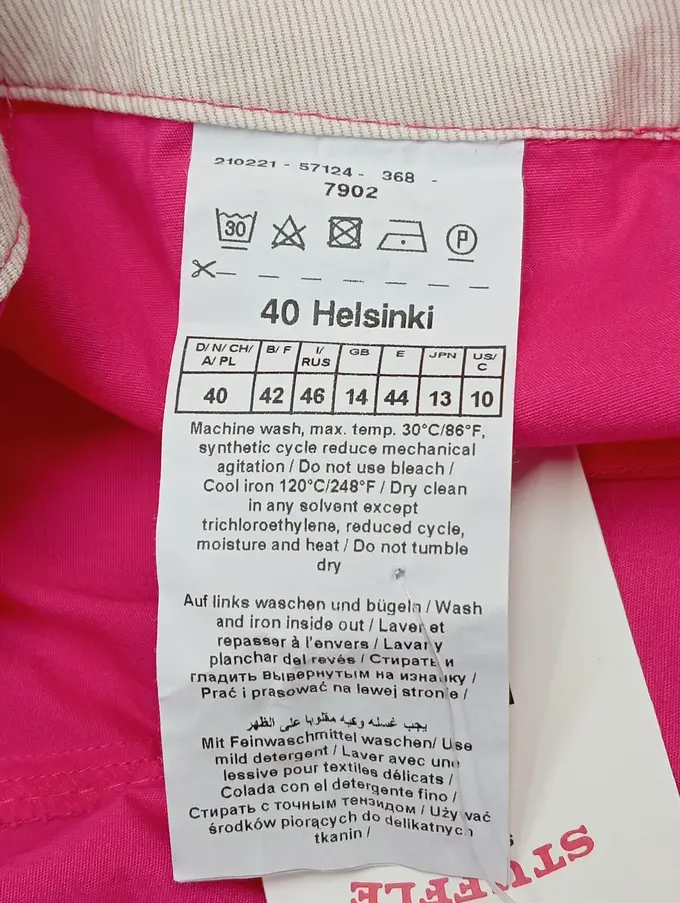 210221 - 57124 - 368 -
7902
30
P
40 Helsinki
D/ N/ CH/ A/ PL B/ F I/ RUS GB E JPN US/ C
40 42 46 14 44 13 10
Machine wash, max. temp. 30°C/86°F,
synthetic cycle reduce mechanical
agitation / Do not use bleach /
Cool iron 120°C/248°F / Dry clean
in any solvent except
trichloroethylene, reduced cycle,
moisture and heat / Do not tumble
dry
Auf links waschen und bügeln / Wash
and iron inside out / Laver et
repasser à l'envers / Lavar y
planchar del revés / Стирать и
гладить вывернутым на изнанку /
Prać i prasować na lewej stronie /
يجب غسله وكيه مقلوبا على الظهر
Mit Feinwaschmittel waschen/ Use
mild detergent / Laver avec une
lessive pour textiles délicats /
Colada con el detergente fino /
Стирать с точным тензидом / Używać
środków piorących do delikatnych
tkanin /